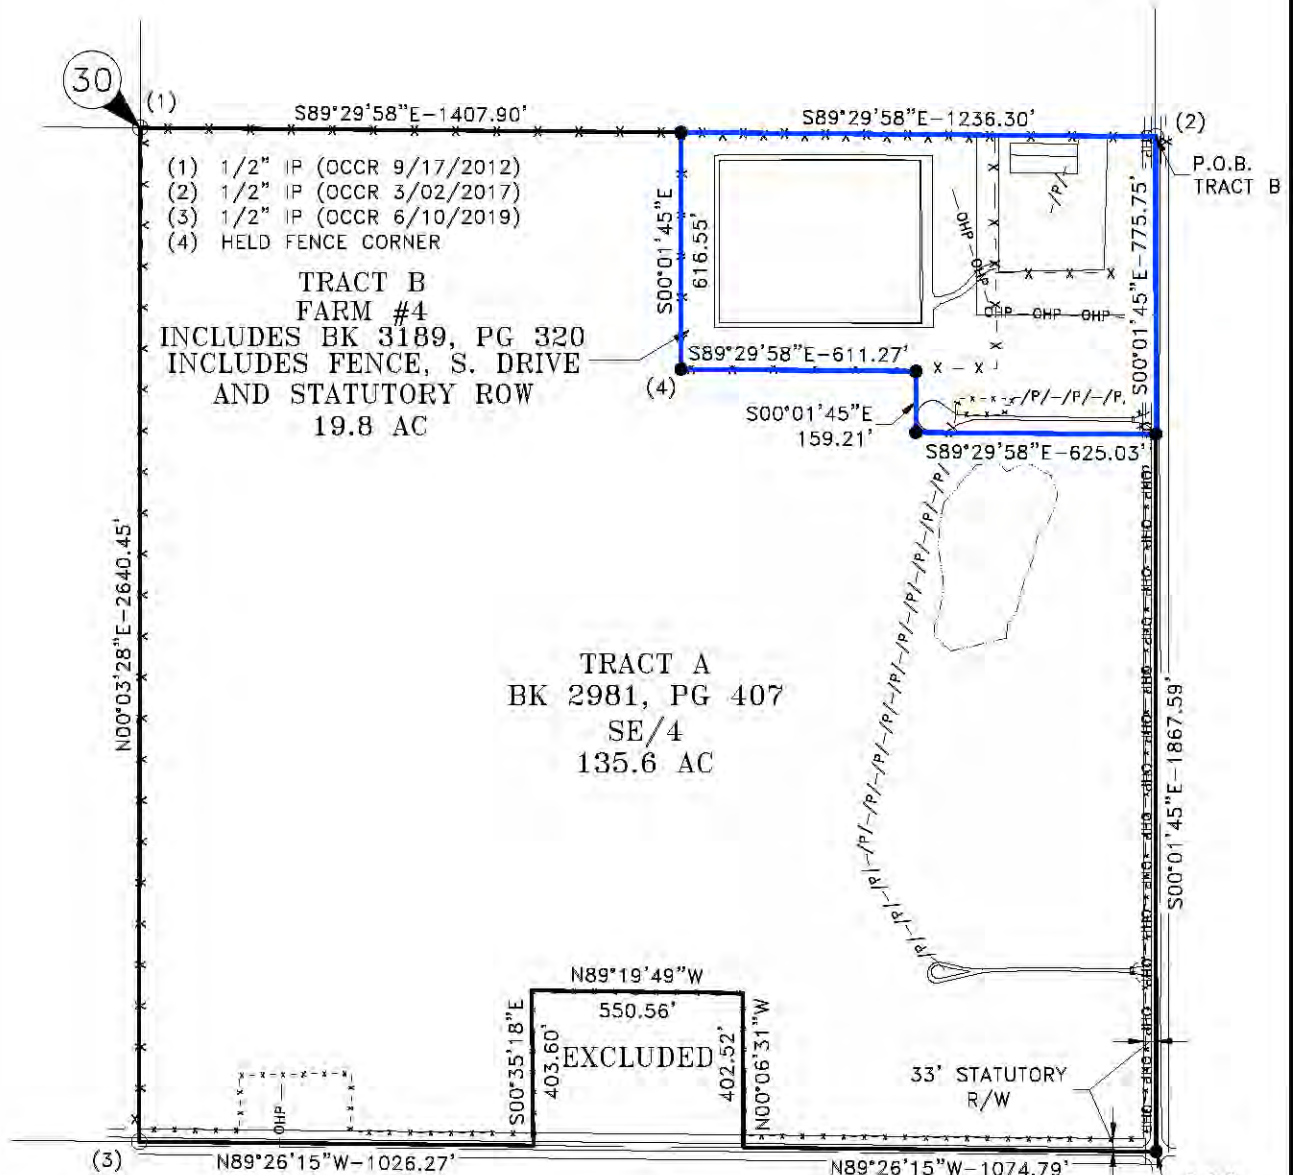 30
(1)
S89°29'58"E-1407.90'
S89°29'58"E-1236.30'
(2)
P.O.B.
TRACT B
(1) 1/2" IP (OCCR 9/17/2012)
(2) 1/2" IP (OCCR 3/02/2017)
(3) 1/2" IP (OCCR 6/10/2019)
(4) HELD FENCE CORNER
TRACT B
FARM #4
INCLUDES BK 3189, PG 320
INCLUDES FENCE, S. DRIVE
AND STATUTORY ROW
19.8 AC
S00°01'45"E
616.55'
-/P/-
-OHP-OHP-
OHP-OHP-OHP-
S00°01'45"E-775.75'
S89°29'58"E-611.27'
(4)
S00°01'45"E
159.21'
-/P/-/P/-/P/-/P.
S89°29'58"E-625.03'
N00°03'28"E-2640.45'
/P/-/P/-/P/-/P/-/P/-/P/-/P/-/P/-/P/-/P/-/P/-/P/
TRACT A
BK 2981, PG 407
SE/4
135.6 AC
S00°01'45"E-1867.59'
N89°19'49"W
550.56'
S00°35'18"E
403.60'
EXCLUDED
402.52'
N00°06'31"W
33' STATUTORY
R/W
-OHP-
(3)
N89°26'15"W-1026.27'
N89°26'15"W-1074.79'